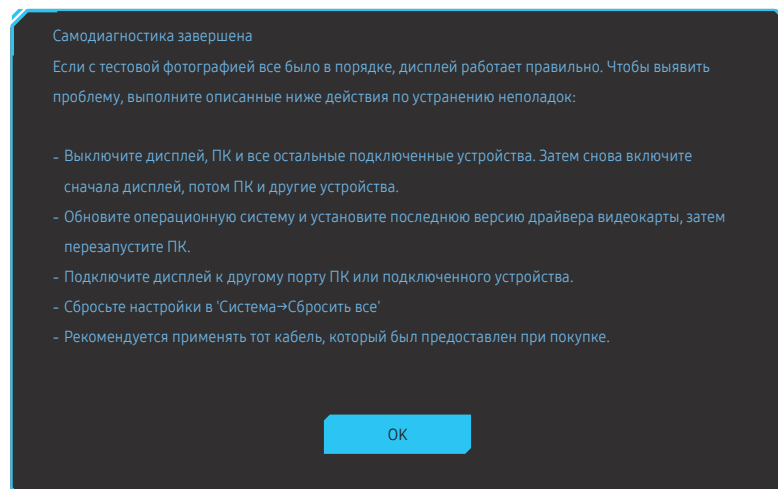 Самодиагностика завершена
Если с тестовой фотографией все было в порядке, дисплей работает правильно. Чтобы выявить
проблему, выполните описанные ниже действия по устранению неполадок:
- Выключите дисплей, ПК и все остальные подключенные устройства. Затем снова включите
сначала дисплей, потом ПК и другие устройства.
- Обновите операционную систему и установите последнюю версию драйвера видеокарты, затем
перезапустите ПК.
- Подключите дисплей к другому порту ПК или подключенного устройства.
- Сбросьте настройки в 'Система→Сбросить все'
- Рекомендуется применять тот кабель, который был предоставлен при покупке.
OK